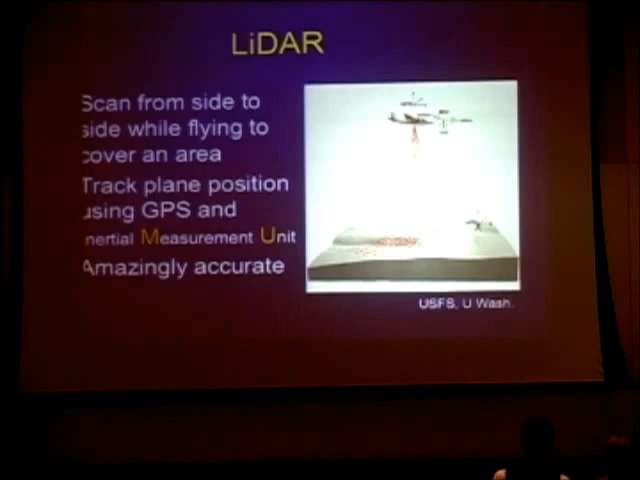 LiDAR
Scan from side to
side while flying to
cover an area
Track plane position
using GPS and
nertial Measurement Unit
Amazingly accurate
USFS, U Wash.